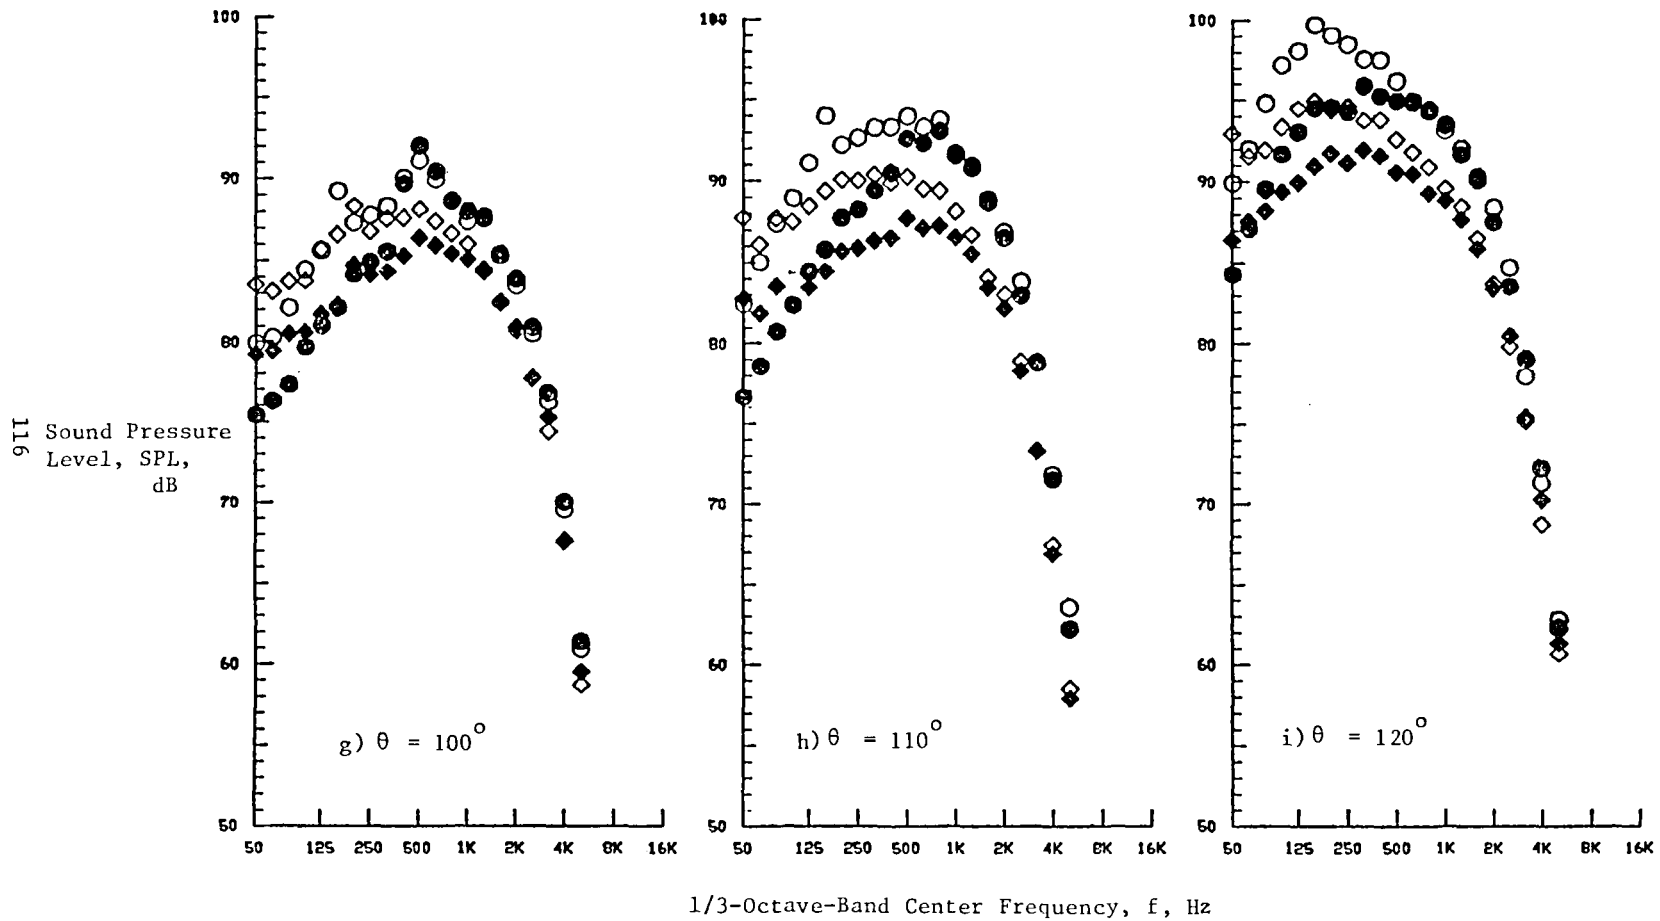 116
Sound Pressure
Level, SPL,
dB
100
90
80
70
60
50
50 125 250 500 1K 2K 4K 8K 16K
g) θ = 100°
100
90
80
70
60
50
50 125 250 500 1K 2K 4K 8K 16K
h) θ = 110°
100
90
80
70
60
50
50 125 250 500 1K 2K 4K 8K 16K
i) θ = 120°
1/3-Octave-Band Center Frequency, f, Hz